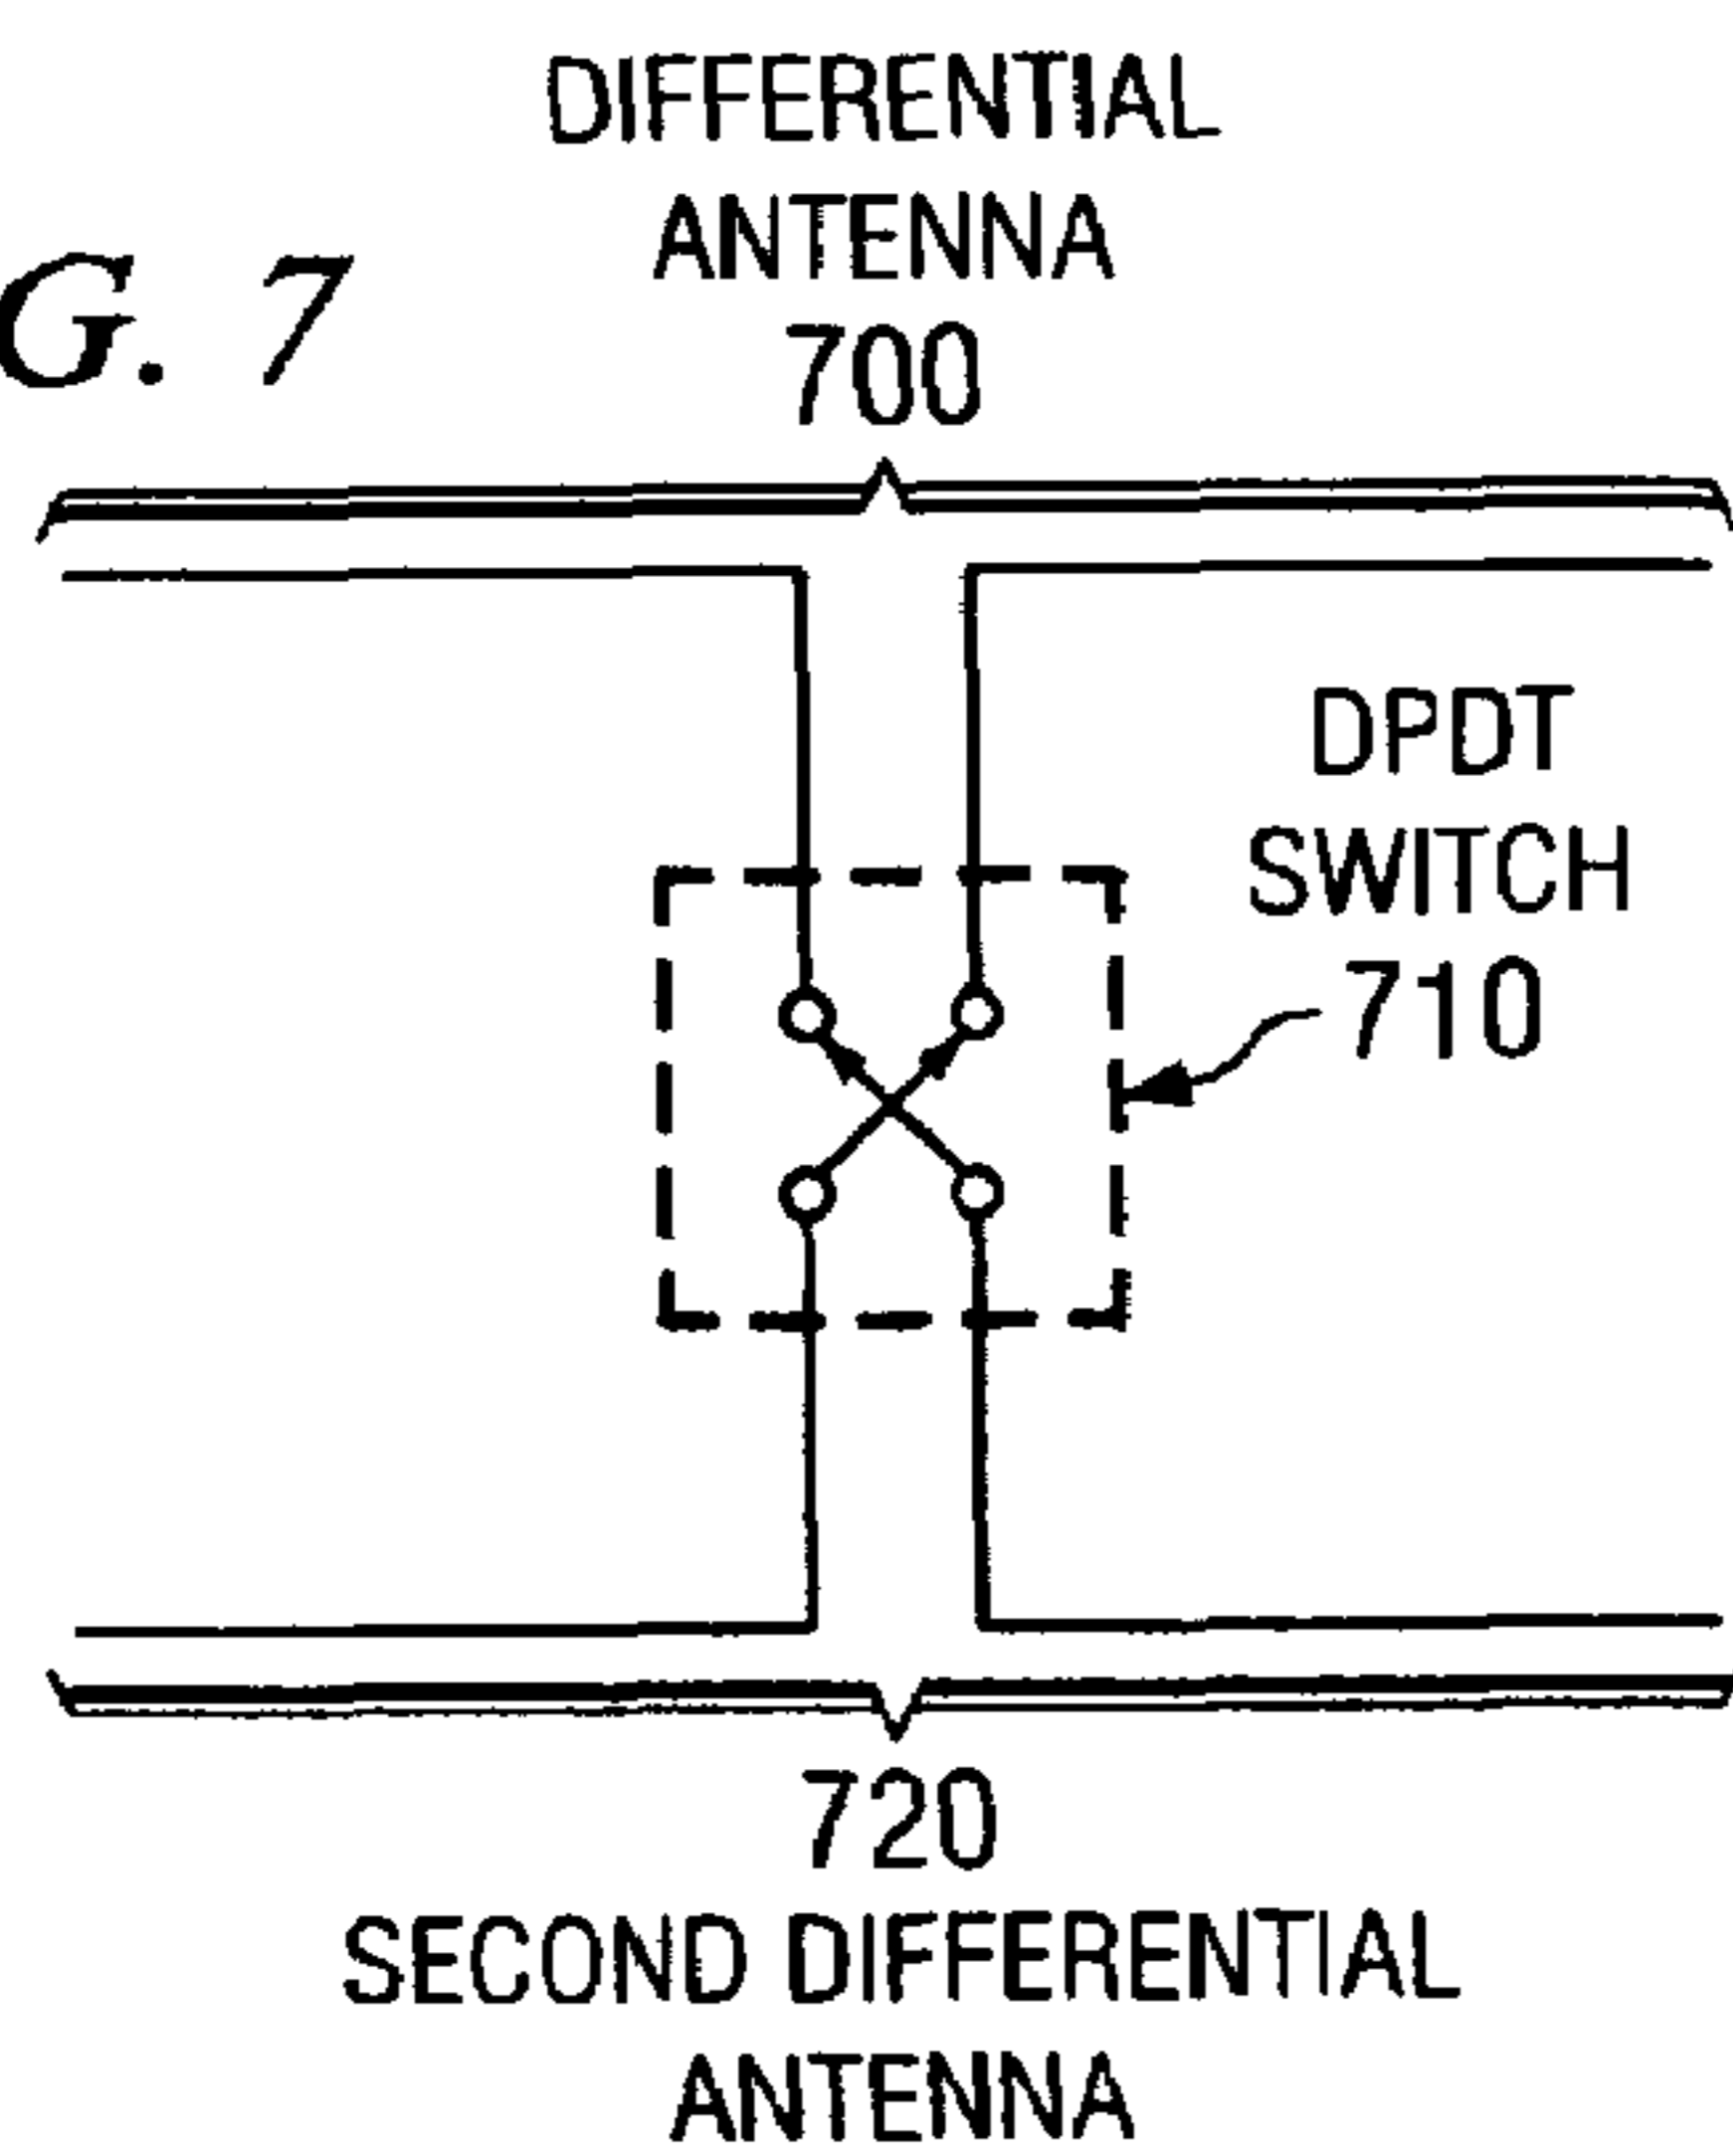 DIFFERENTIAL
ANTENNA
G. 7
700
DPDT
SWITCH
710
720
SECOND DIFFERENTIAL
ANTENNA